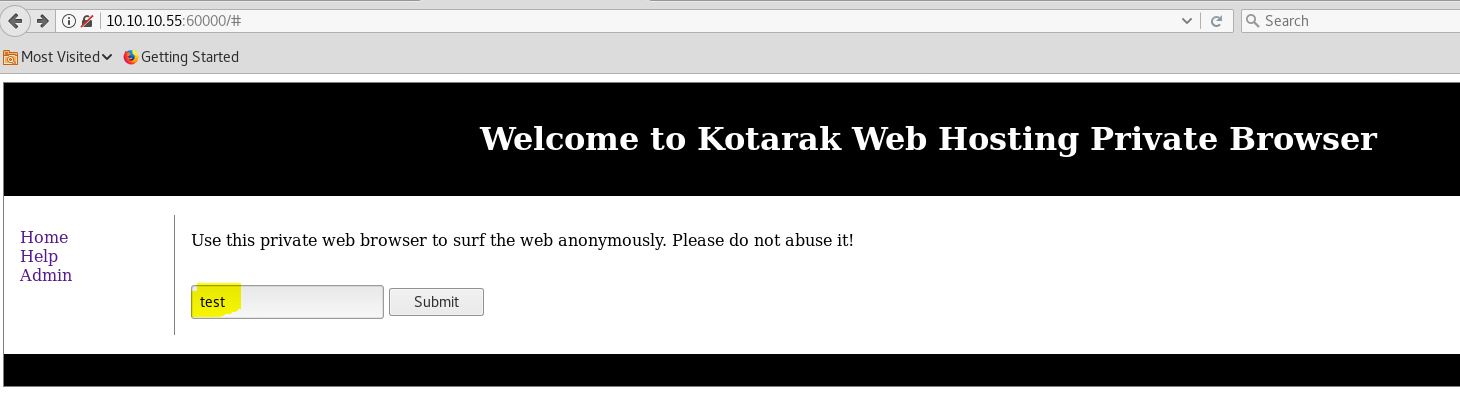 10.10.10.55:60000/#
Search
Most Visited
Getting Started
Welcome to Kotarak Web Hosting Private Browser
Home
Help
Admin
Use this private web browser to surf the web anonymously. Please do not abuse it!
test
Submit